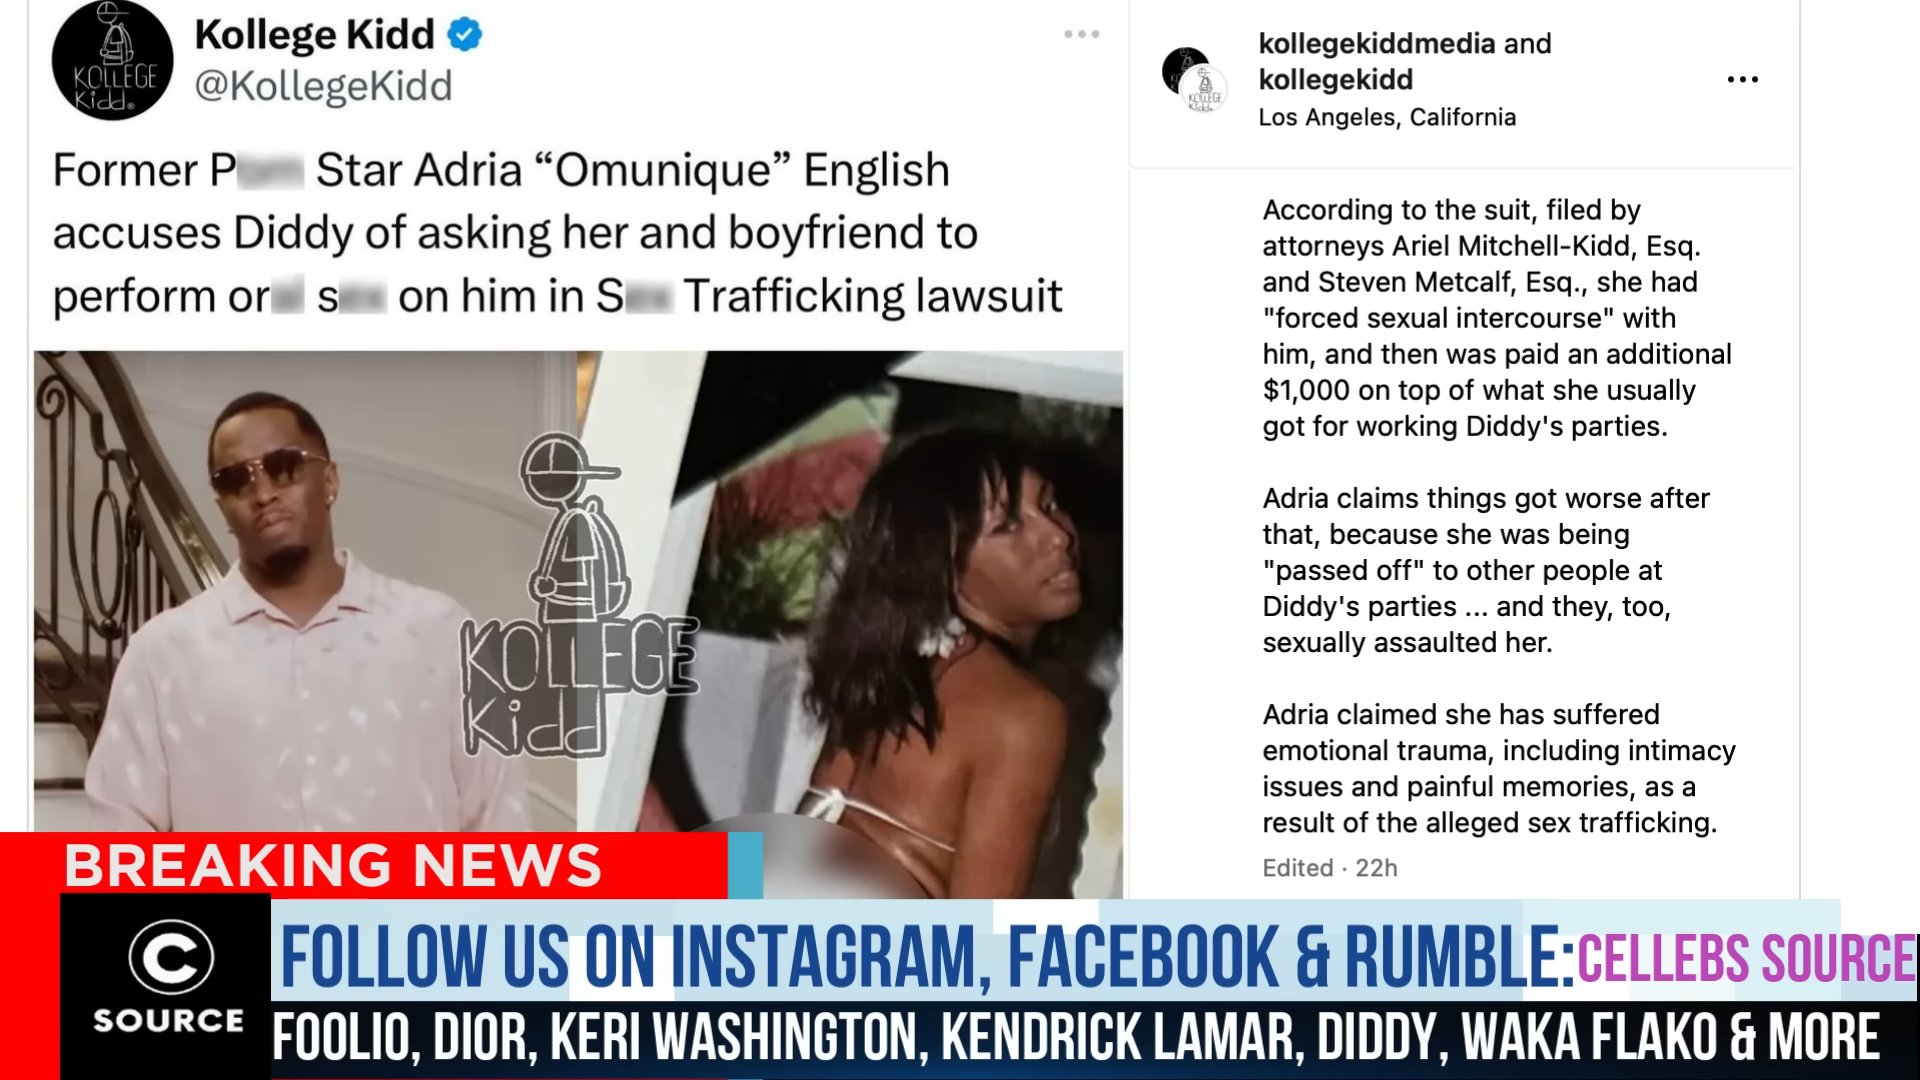 Kollege Kidd
@KollegeKidd
KOLLEGE
Kidd
Former P Star Adria “Omunique” English
accuses Diddy of asking her and boyfriend to
perform or s on him in S Trafficking lawsuit
KOLLEGE
Kidd
kollegekiddmedia and
kollegekidd
Los Angeles, California
According to the suit, filed by
attorneys Ariel Mitchell-Kidd, Esq.
and Steven Metcalf, Esq., she had
"forced sexual intercourse" with
him, and then was paid an additional
$1,000 on top of what she usually
got for working Diddy's parties.
Adria claims things got worse after
that, because she was being
"passed off" to other people at
Diddy's parties ... and they, too,
sexually assaulted her.
Adria claimed she has suffered
emotional trauma, including intimacy
issues and painful memories, as a
result of the alleged sex trafficking.
Edited · 22h
BREAKING NEWS
C
SOURCE
FOLLOW US ON INSTAGRAM, FACEBOOK & RUMBLE:CELLEBS SOURCE
FOOLIO, DIOR, KERI WASHINGTON, KENDRICK LAMAR, DIDDY, WAKA FLAKO & MORE